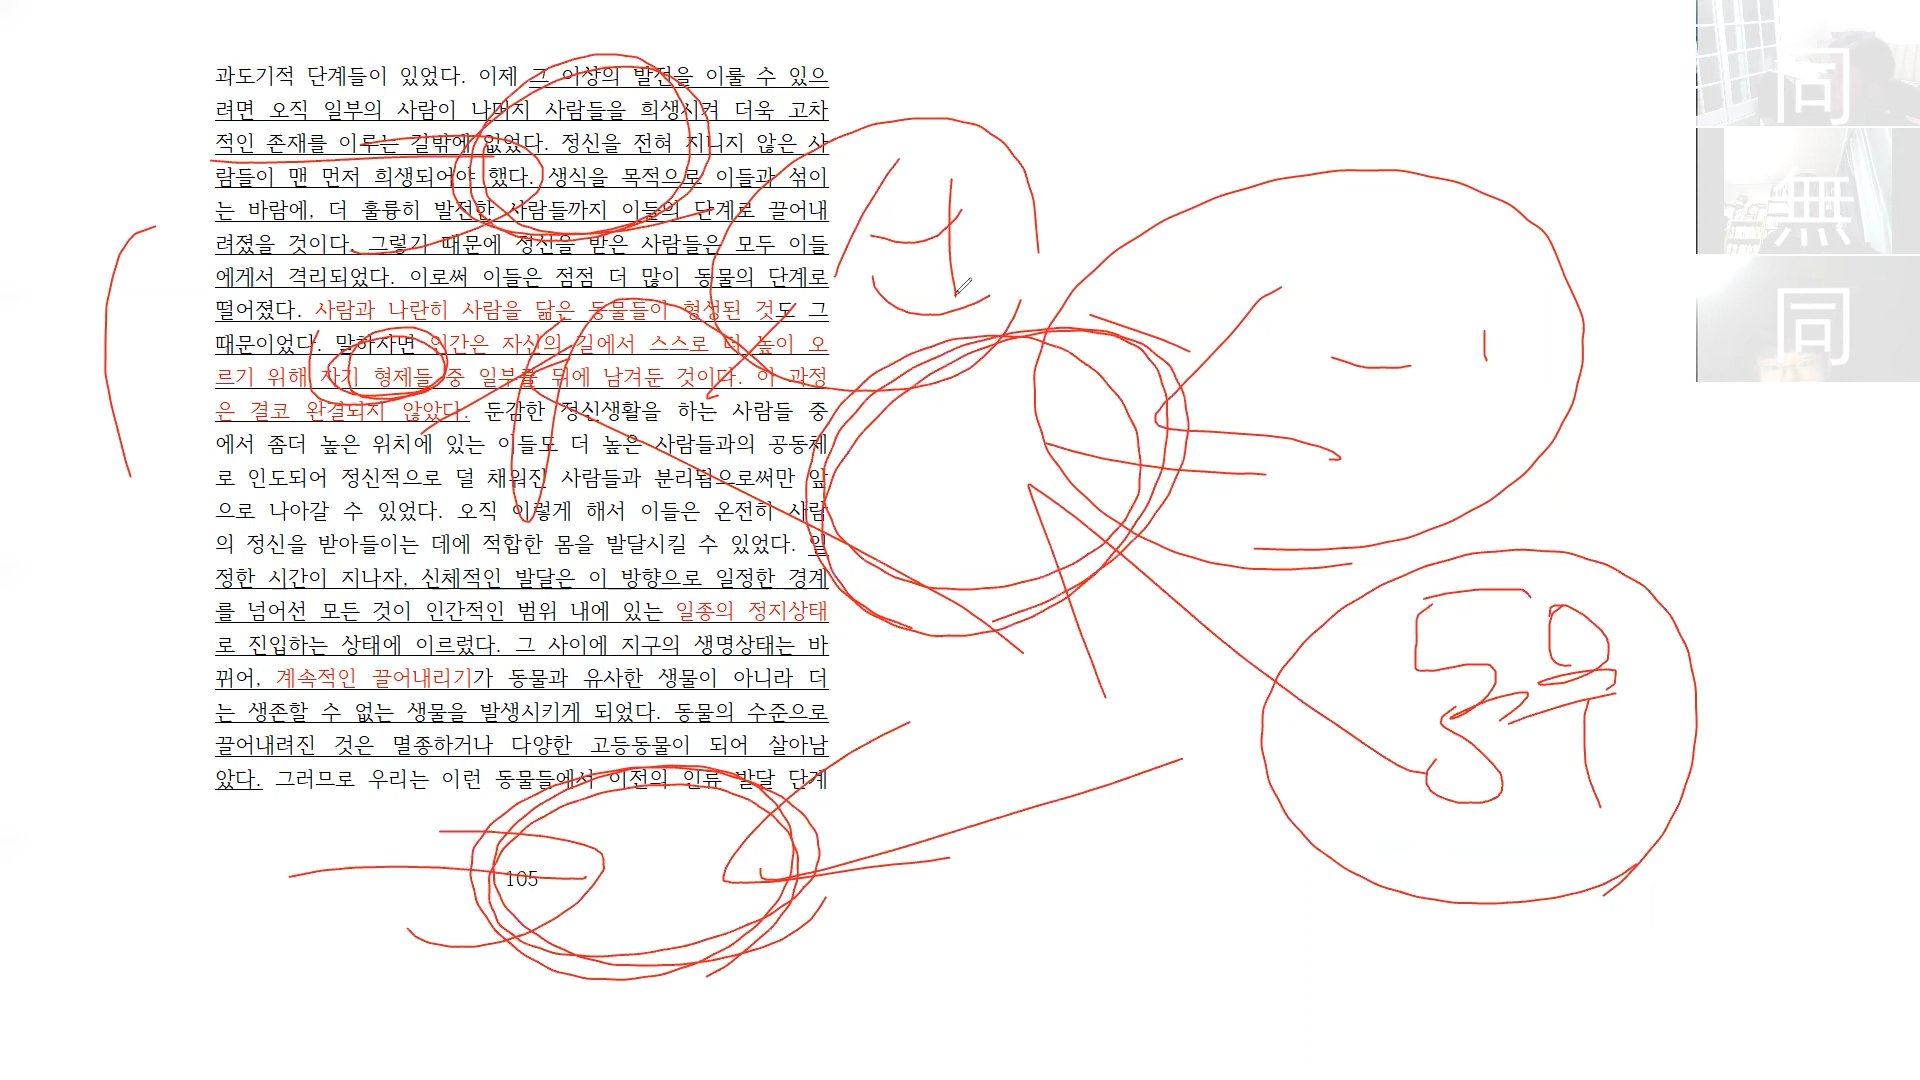 과도기적 단계들이 있었다. 이제 그 이상의 발전을 이룰 수 있으
려면 오직 일부의 사람이 나머지 사람들을 희생시켜 더욱 고차
적인 존재를 이루는 길밖에 없었다. 정신을 전혀 지니지 않은 사
람들이 맨 먼저 희생되어야 했다. 생식을 목적으로 이들과 섞이
는 바람에, 더 훌륭히 발전한 사람들까지 이들의 단계로 끌어내
려졌을 것이다. 그렇기 때문에 정신을 받은 사람들은 모두 이들
에게서 격리되었다. 이로써 이들은 점점 더 많이 동물의 단계로
떨어졌다. 사람과 나란히 사람을 닮은 동물들이 형성된 것도 그
때문이었다. 말하자면 인간은 자신의 길에서 스스로 더 높이 오
르기 위해 자기 형제들 중 일부를 뒤에 남겨둔 것이다. 이 과정
은 결코 완결되지 않았다. 둔감한 정신생활을 하는 사람들 중
에서 좀더 높은 위치에 있는 이들도 더 높은 사람들과의 공동체
로 인도되어 정신적으로 덜 채워진 사람들과 분리됨으로써만 앞
으로 나아갈 수 있었다. 오직 이렇게 해서 이들은 온전히 사람
의 정신을 받아들이는 데에 적합한 몸을 발달시킬 수 있었다. 일
정한 시간이 지나자, 신체적인 발달은 이 방향으로 일정한 경계
를 넘어선 모든 것이 인간적인 범위 내에 있는 일종의 정지상태
로 진입하는 상태에 이르렀다. 그 사이에 지구의 생명상태는 바
뀌어, 계속적인 끌어내리기가 동물과 유사한 생물이 아니라 더
는 생존할 수 없는 생물을 발생시키게 되었다. 동물의 수준으로
끌어내려진 것은 멸종하거나 다양한 고등동물이 되어 살아남
았다. 그러므로 우리는 이런 동물들에서 이전의 인류 발달 단계
105
同
無
同